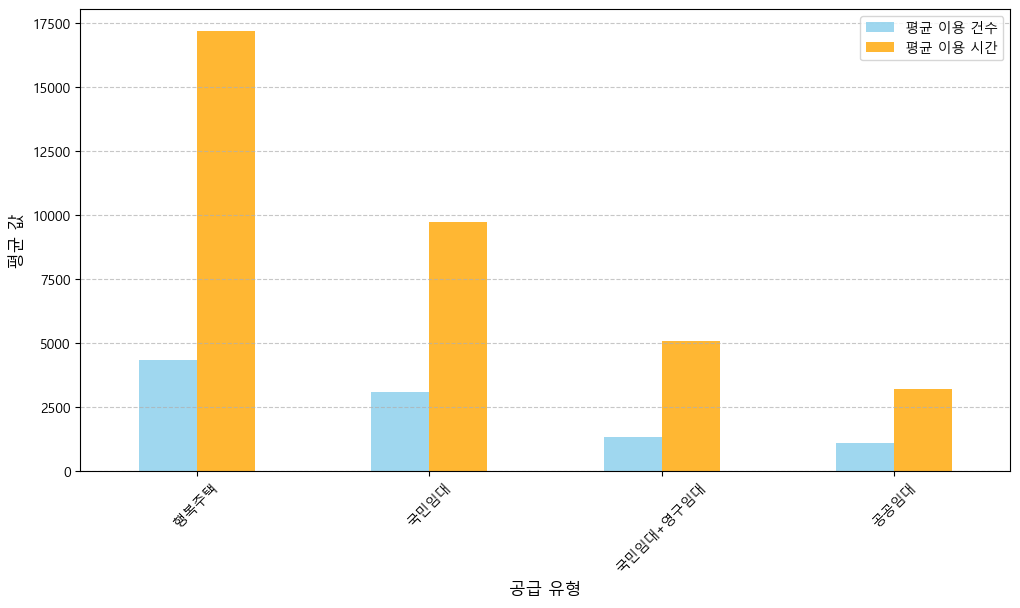 평균 이용 건수
평균 이용 시간
평균 값
17500
15000
12500
10000
7500
5000
2500
0
행복주택
국민임대
국민임대+영구임대
공공임대
공급 유형